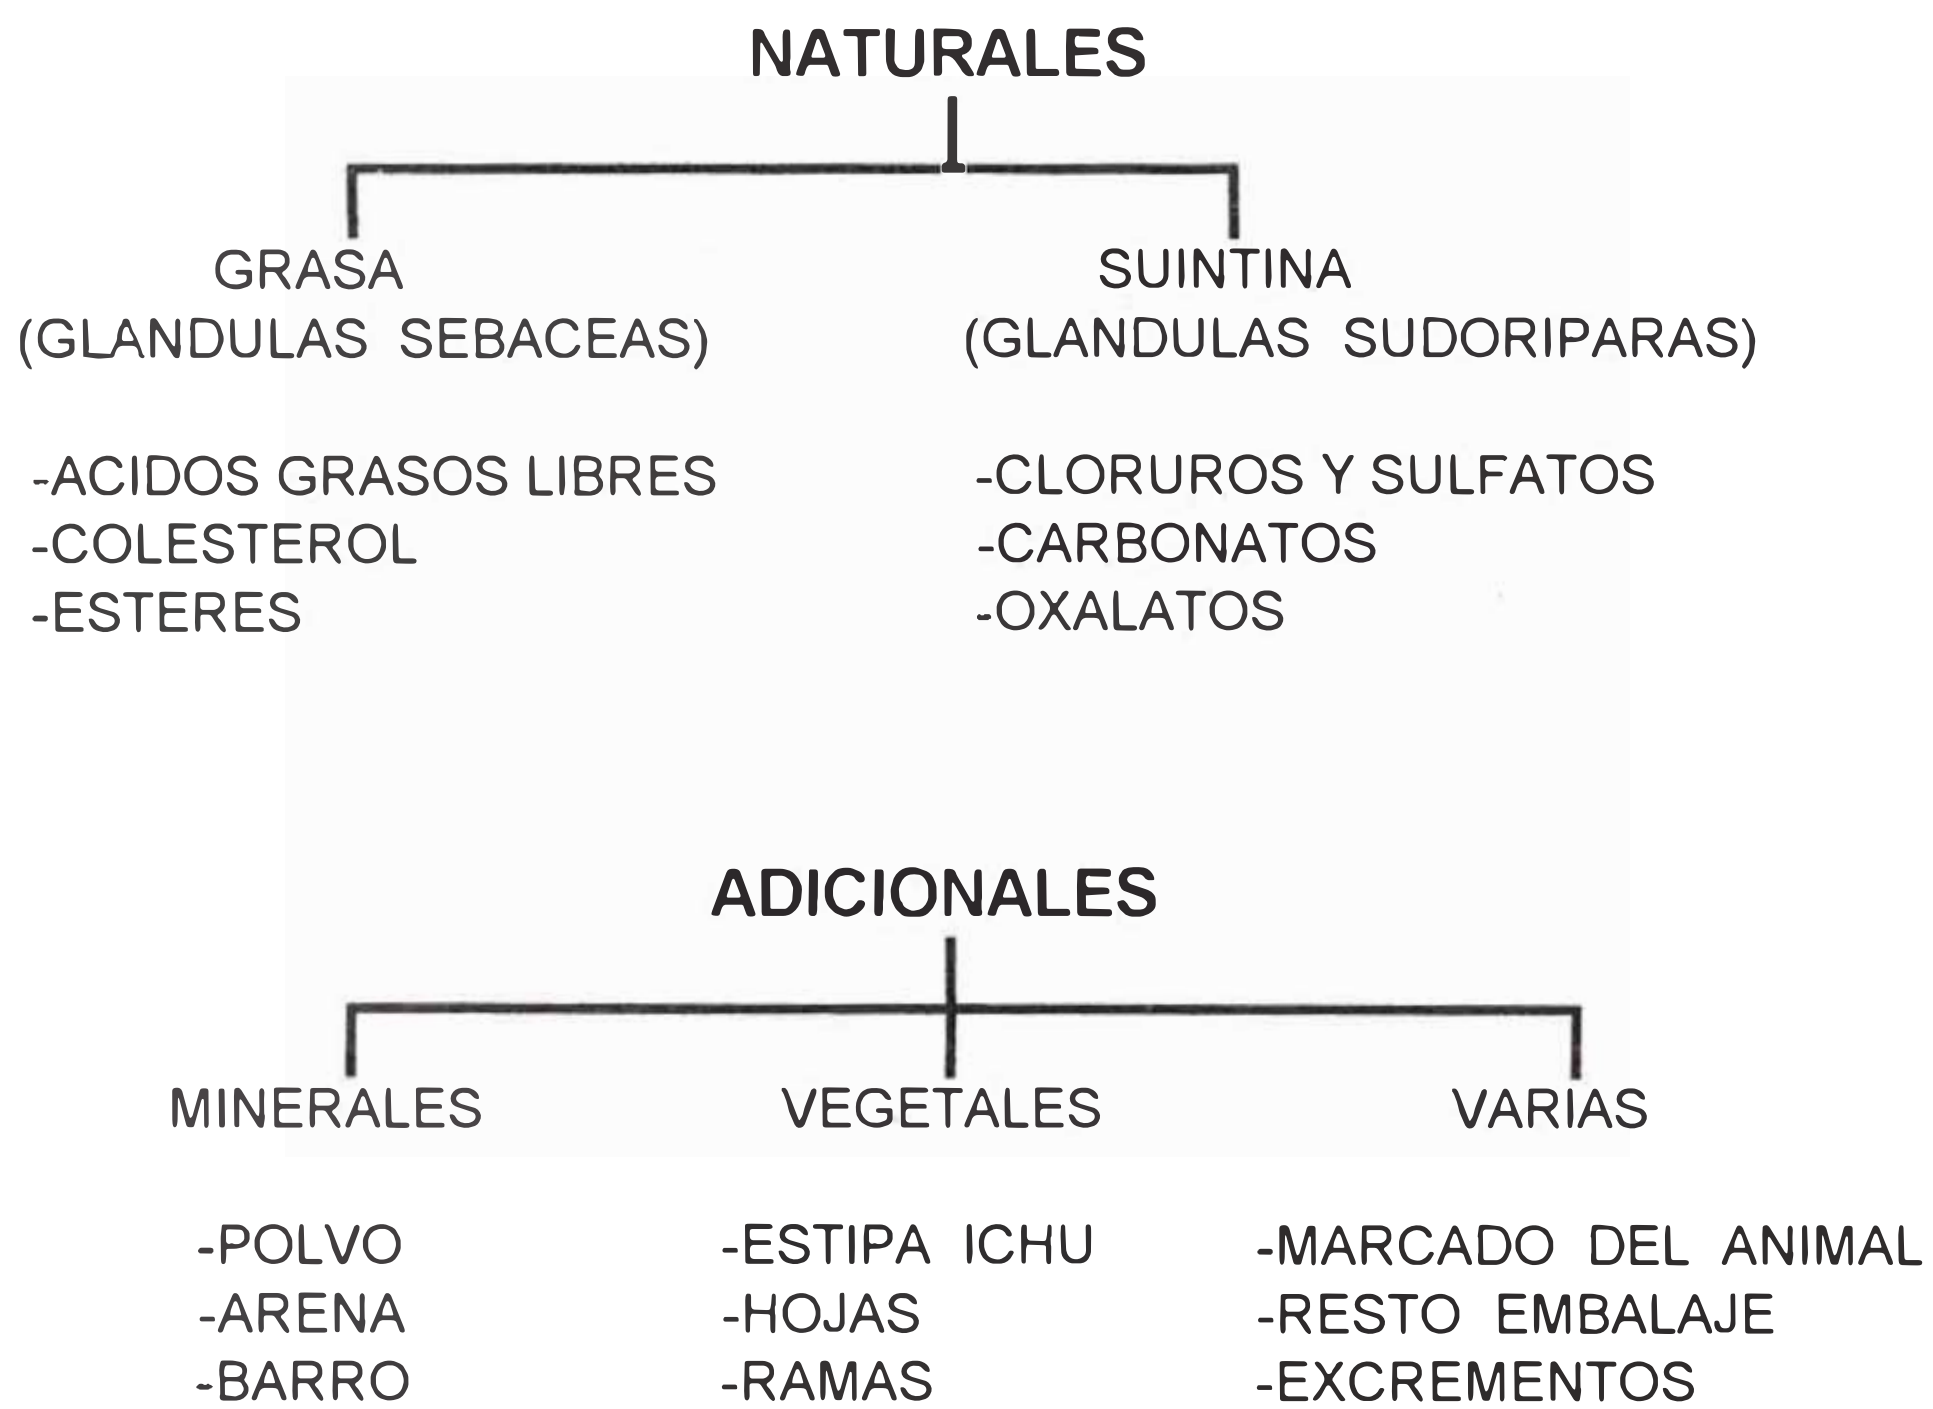 NATURALES
GRASA
(GLANDULAS SEBACEAS)
-ACIDOS GRASOS LIBRES
-COLESTEROL
-ESTERES
SUINTINA
(GLANDULAS SUDORIPARAS)
-CLORUROS Y SULFATOS
-CARBONATOS
-OXALATOS
ADICIONALES
MINERALES
-POLVO
-ARENA
-BARRO
VEGETALES
-ESTIPA ICHU
-HOJAS
-RAMAS
VARIAS
-MARCADO DEL ANIMAL
-RESTO EMBALAJE
-EXCREMENTOS